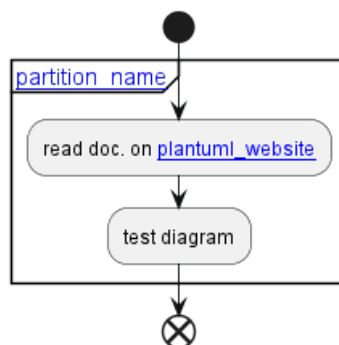 partition_name
read doc. on plantuml_website
test diagram